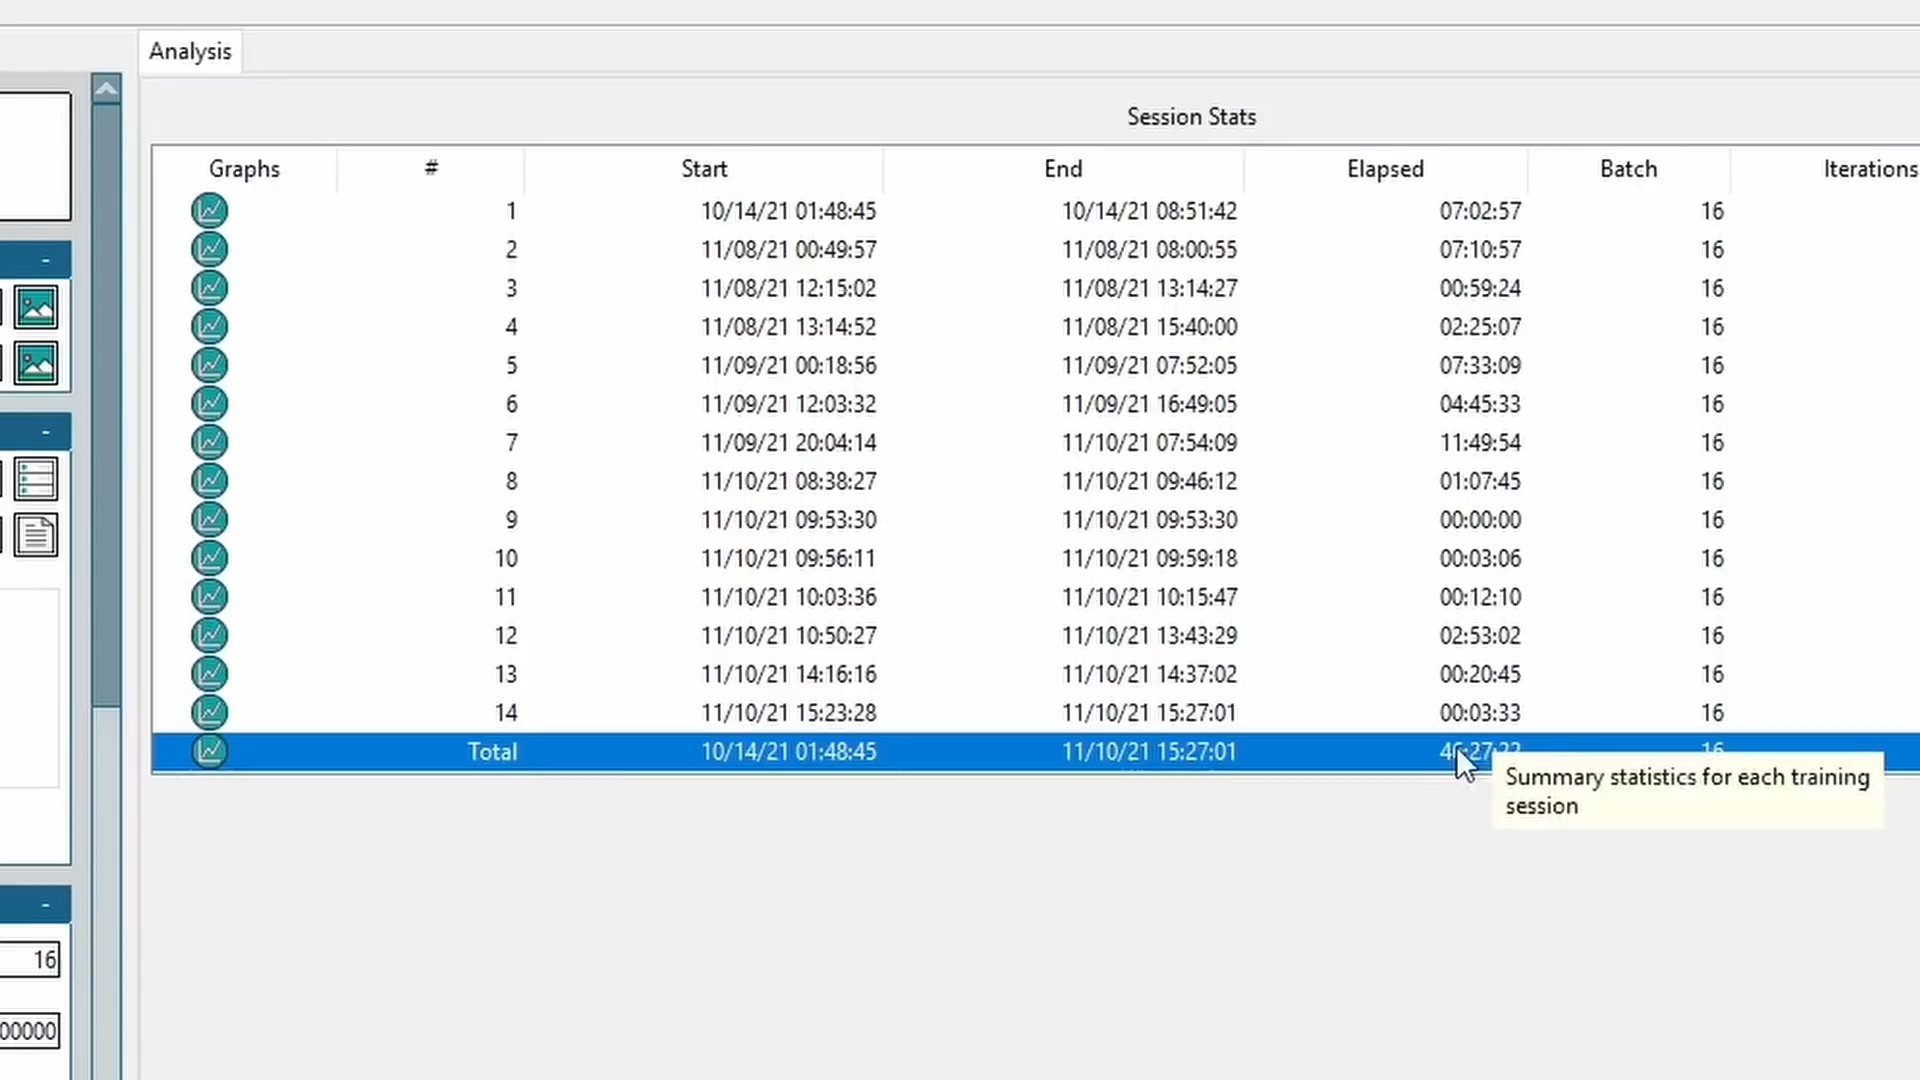 Analysis
Session Stats
Graphs # Start End Elapsed Batch Iterations
1 10/14/21 01:48:45 10/14/21 08:51:42 07:02:57 16
2 11/08/21 00:49:57 11/08/21 08:00:55 07:10:57 16
3 11/08/21 12:15:02 11/08/21 13:14:27 00:59:24 16
4 11/08/21 13:14:52 11/08/21 15:40:00 02:25:07 16
5 11/09/21 00:18:56 11/09/21 07:52:05 07:33:09 16
6 11/09/21 12:03:32 11/09/21 16:49:05 04:45:33 16
7 11/09/21 20:04:14 11/10/21 07:54:09 11:49:54 16
8 11/10/21 08:38:27 11/10/21 09:46:12 01:07:45 16
9 11/10/21 09:53:30 11/10/21 09:53:30 00:00:00 16
10 11/10/21 09:56:11 11/10/21 09:59:18 00:03:06 16
11 11/10/21 10:03:36 11/10/21 10:15:47 00:12:10 16
12 11/10/21 10:50:27 11/10/21 13:43:29 02:53:02 16
13 11/10/21 14:16:16 11/10/21 14:37:02 00:20:45 16
14 11/10/21 15:23:28 11/10/21 15:27:01 00:03:33 16
Total 10/14/21 01:48:45 11/10/21 15:27:01 16
Summary statistics for each training
session
16
00000